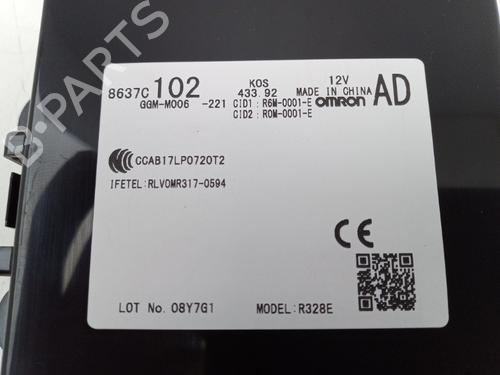 B-PARTS
8637C 102 KOS 12V
433.92 MADE IN CHINA AD
GGM-M006 -221 CID1 : R6M-0001-E OMRON
CID2 : R0M-0001-E
CCAB17LP0720T2
IFETEL:RLVOMR317-0594
CE
LOT No. 08Y7G1 MODEL:R328E